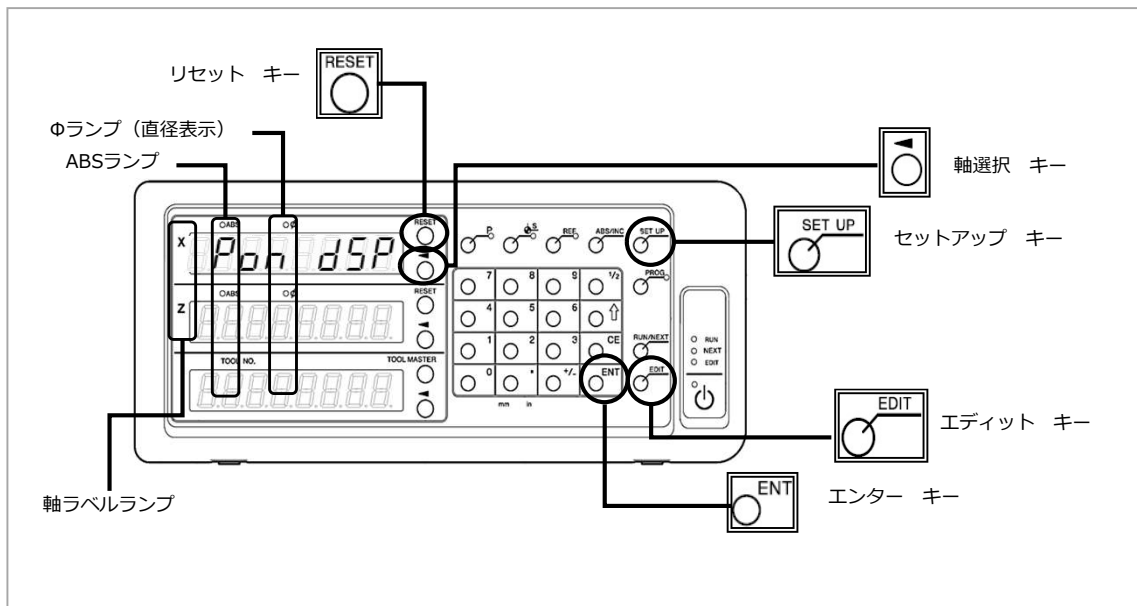 RESET
リセット キー
Φランプ（直径表示）
ABSランプ
軸選択 キー
SET UP
セットアップ キー
ABS
Ø
RESET
X
Pon dSP
P
REF
ABS/INC
SET UP
ABS
Ø
RESET
Z
7 8 9 1/2
PROG
4 5 6
1 2 3 CE
RUN/NEXT
RUN
NEXT
EDIT
TOOL NO.
TOOL MASTER
0 . +/- ENT
EDIT
mm in
EDIT
エディット キー
ENT
エンター キー
軸ラベルランプ